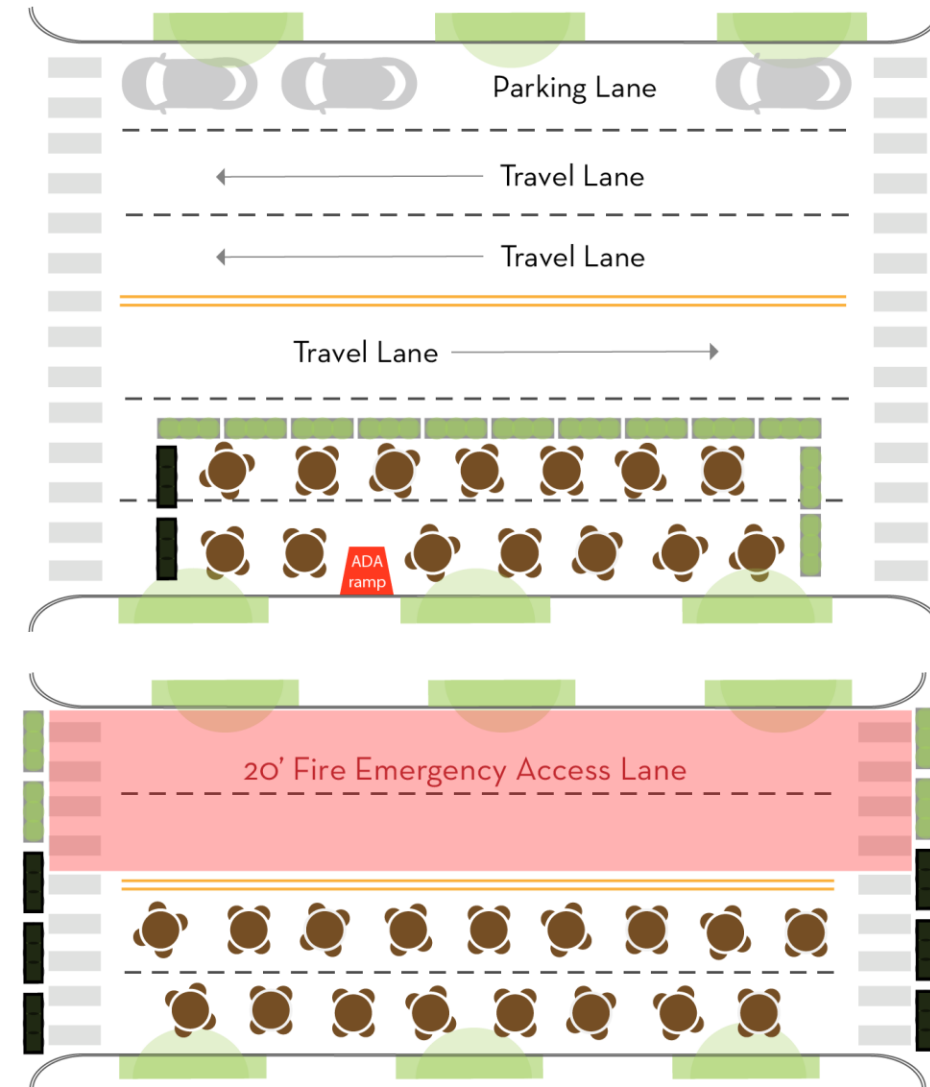 Parking Lane
Travel Lane
Travel Lane
Travel Lane
ADA
ramp
20' Fire Emergency Access Lane